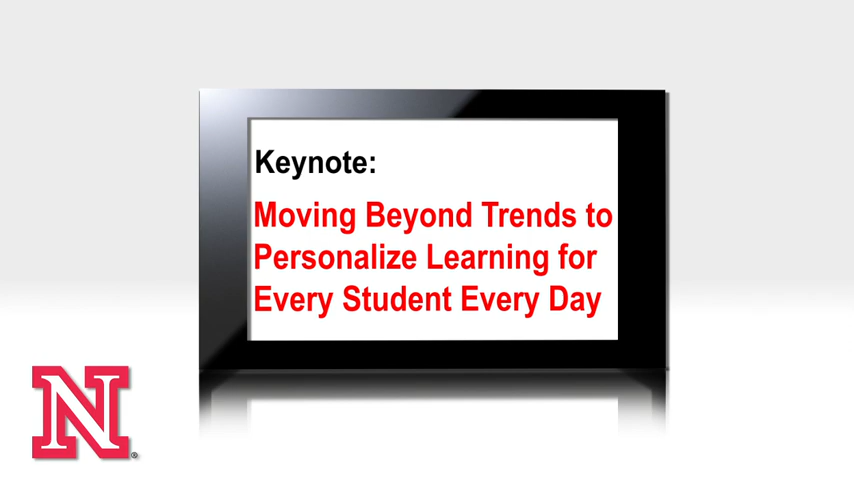 Keynote:
Moving Beyond Trends to
Personalize Learning for
Every Student Every Day
N®